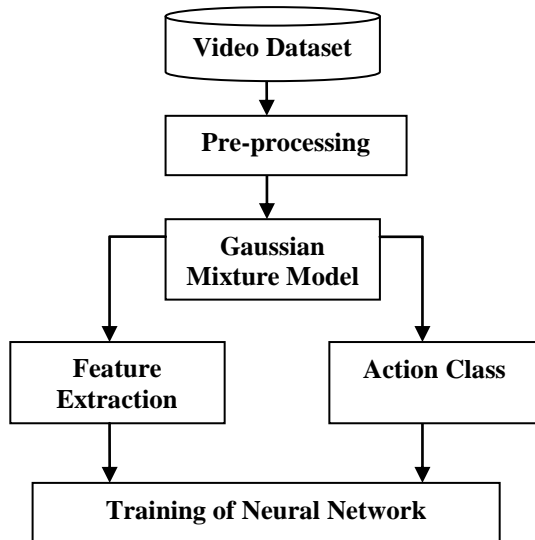 Video Dataset
Pre-processing
Gaussian
Mixture Model
Feature
Extraction
Action Class
Training of Neural Network